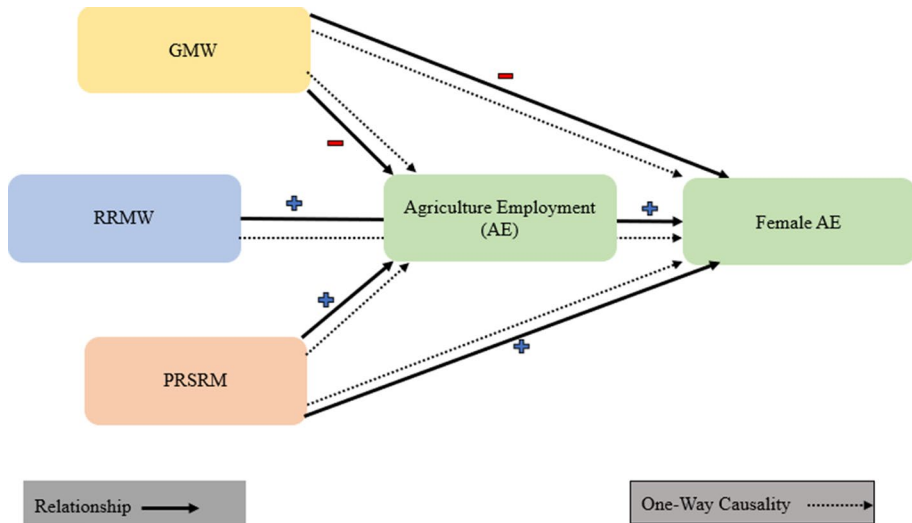 GMW
RRMW
Agriculture Employment
(AE)
Female AE
PRSRM
Relationship
One-Way Causality